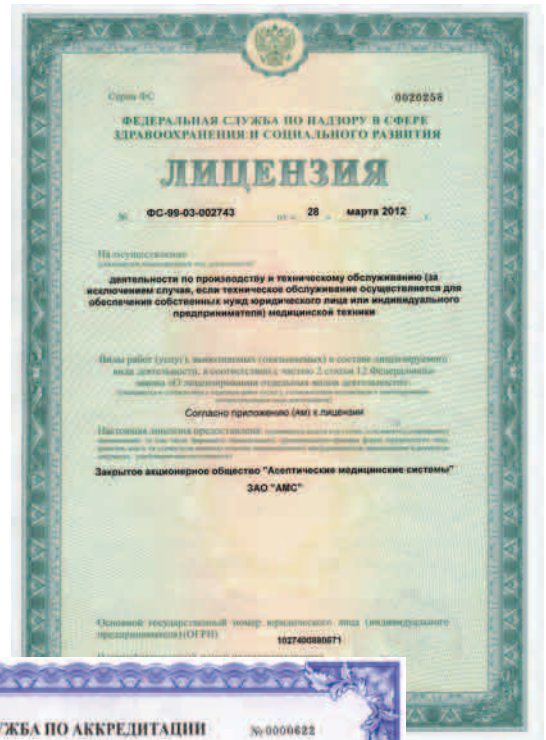 Серия ФС 0020258
ФЕДЕРАЛЬНАЯ СЛУЖБА ПО НАДЗОРУ В СФЕРЕ
ЗДРАВООХРАНЕНИЯ И СОЦИАЛЬНОГО РАЗВИТИЯ
ЛИЦЕНЗИЯ
№ ФС-99-03-002743 от « 28 » марта 2012 г.
На осуществление
деятельности по производству и техническому обслуживанию (за
исключением случая, если техническое обслуживание осуществляется для
обеспечения собственных нужд юридического лица или индивидуального
предпринимателя) медицинской техники
Виды работ (услуг), выполняемых (оказываемых) в составе лицензируемого
вида деятельности, в соответствии с частью 2 статьи 12 Федерального
закона «О лицензировании отдельных видов деятельности»:
Согласно приложению (ям) к лицензии
Настоящая лицензия предоставлена
Закрытое акционерное общество "Асептические медицинские системы"
ЗАО "АМС"
Основной государственный номер юридического лица (индивидуального
предпринимателя) (ОГРН) 1027400880671
ЖБА ПО АККРЕДИТАЦИИ № 0000622